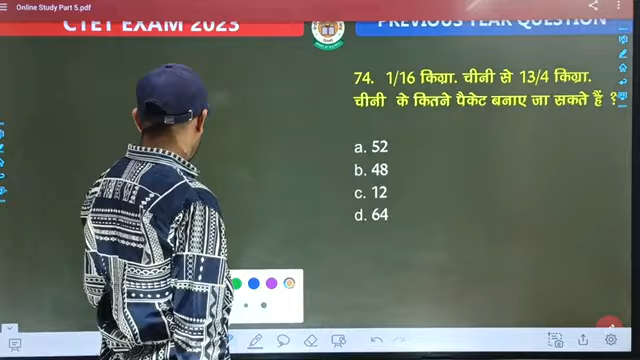 Online Study Part 5.pdf
CTET EXAM 2023
PREVIOUS YEAR QUESTION
74. 1/16 किग्रा. चीनी से 13/4 किग्रा.
चीनी के कितने पैकेट बनाए जा सकते हैं ?
a. 52
b. 48
c. 12
d. 64